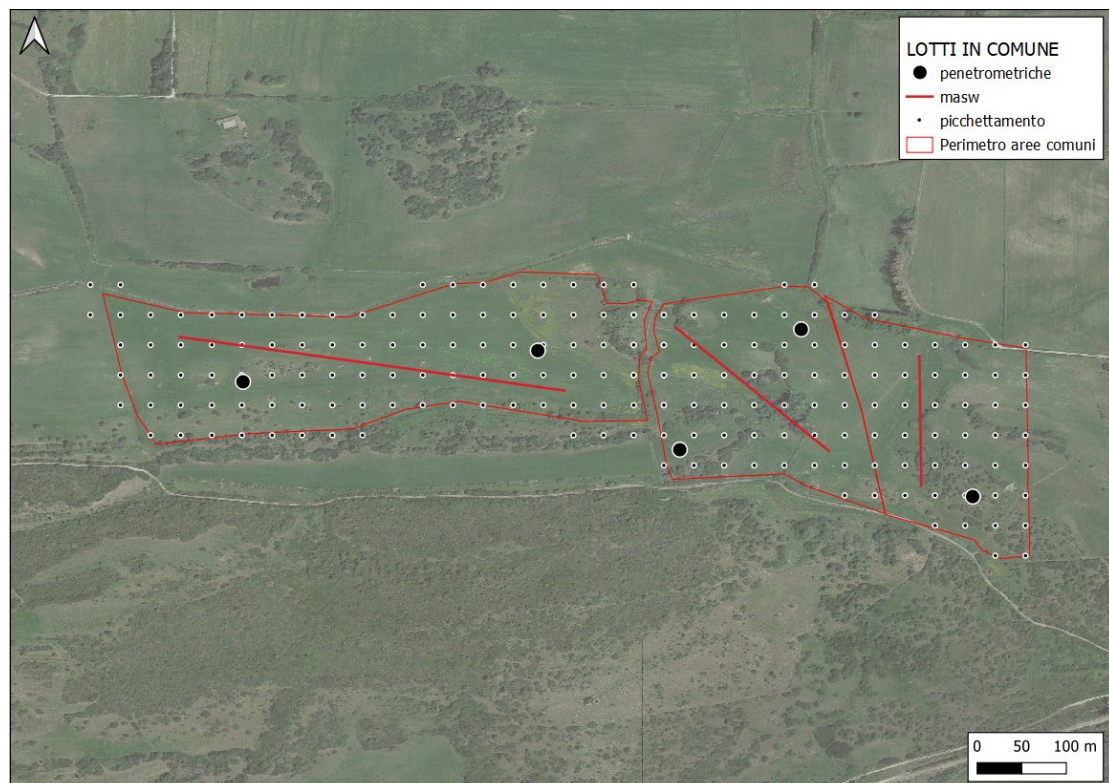 LOTTI IN COMUNE
penetrometriche
masw
picchettamento
Perimetro aree comuni
0 50 100 m